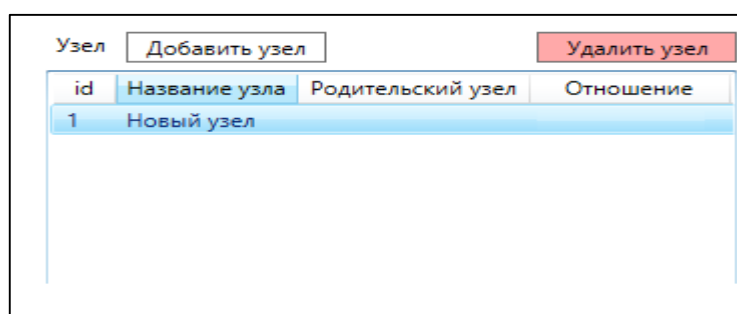 Узел Добавить узел Удалить узел
id Название узла Родительский узел Отношение
1 Новый узел